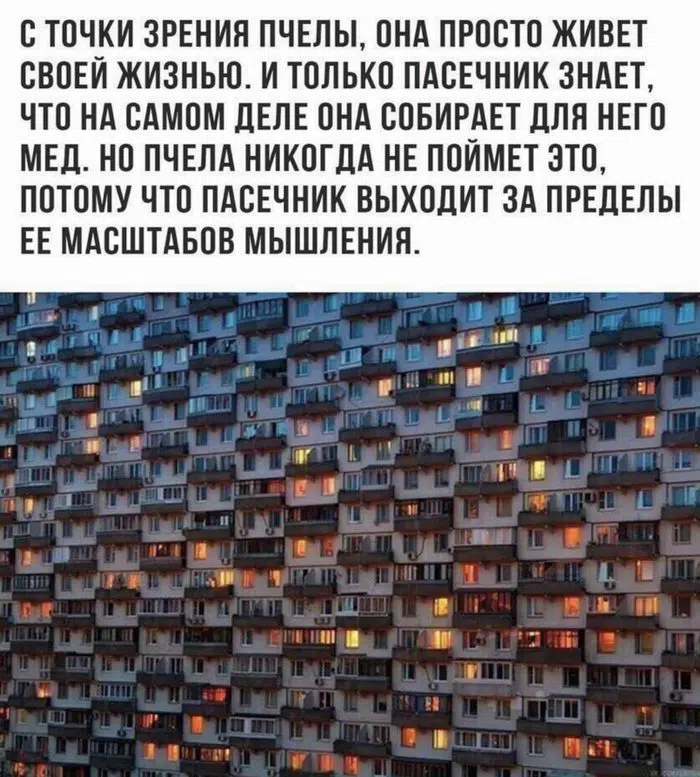 С ТОЧКИ ЗРЕНИЯ ПЧЕЛЫ, ОНА ПРОСТО ЖИВЕТ
СВОЕЙ ЖИЗНЬЮ. И ТОЛЬКО ПАСЕЧНИК ЗНАЕТ,
ЧТО НА САМОМ ДЕЛЕ ОНА СОБИРАЕТ ДЛЯ НЕГО
МЕД. НО ПЧЕЛА НИКОГДА НЕ ПОЙМЕТ ЭТО,
ПОТОМУ ЧТО ПАСЕЧНИК ВЫХОДИТ ЗА ПРЕДЕЛЫ
ЕЕ МАСШТАБОВ МЫШЛЕНИЯ.